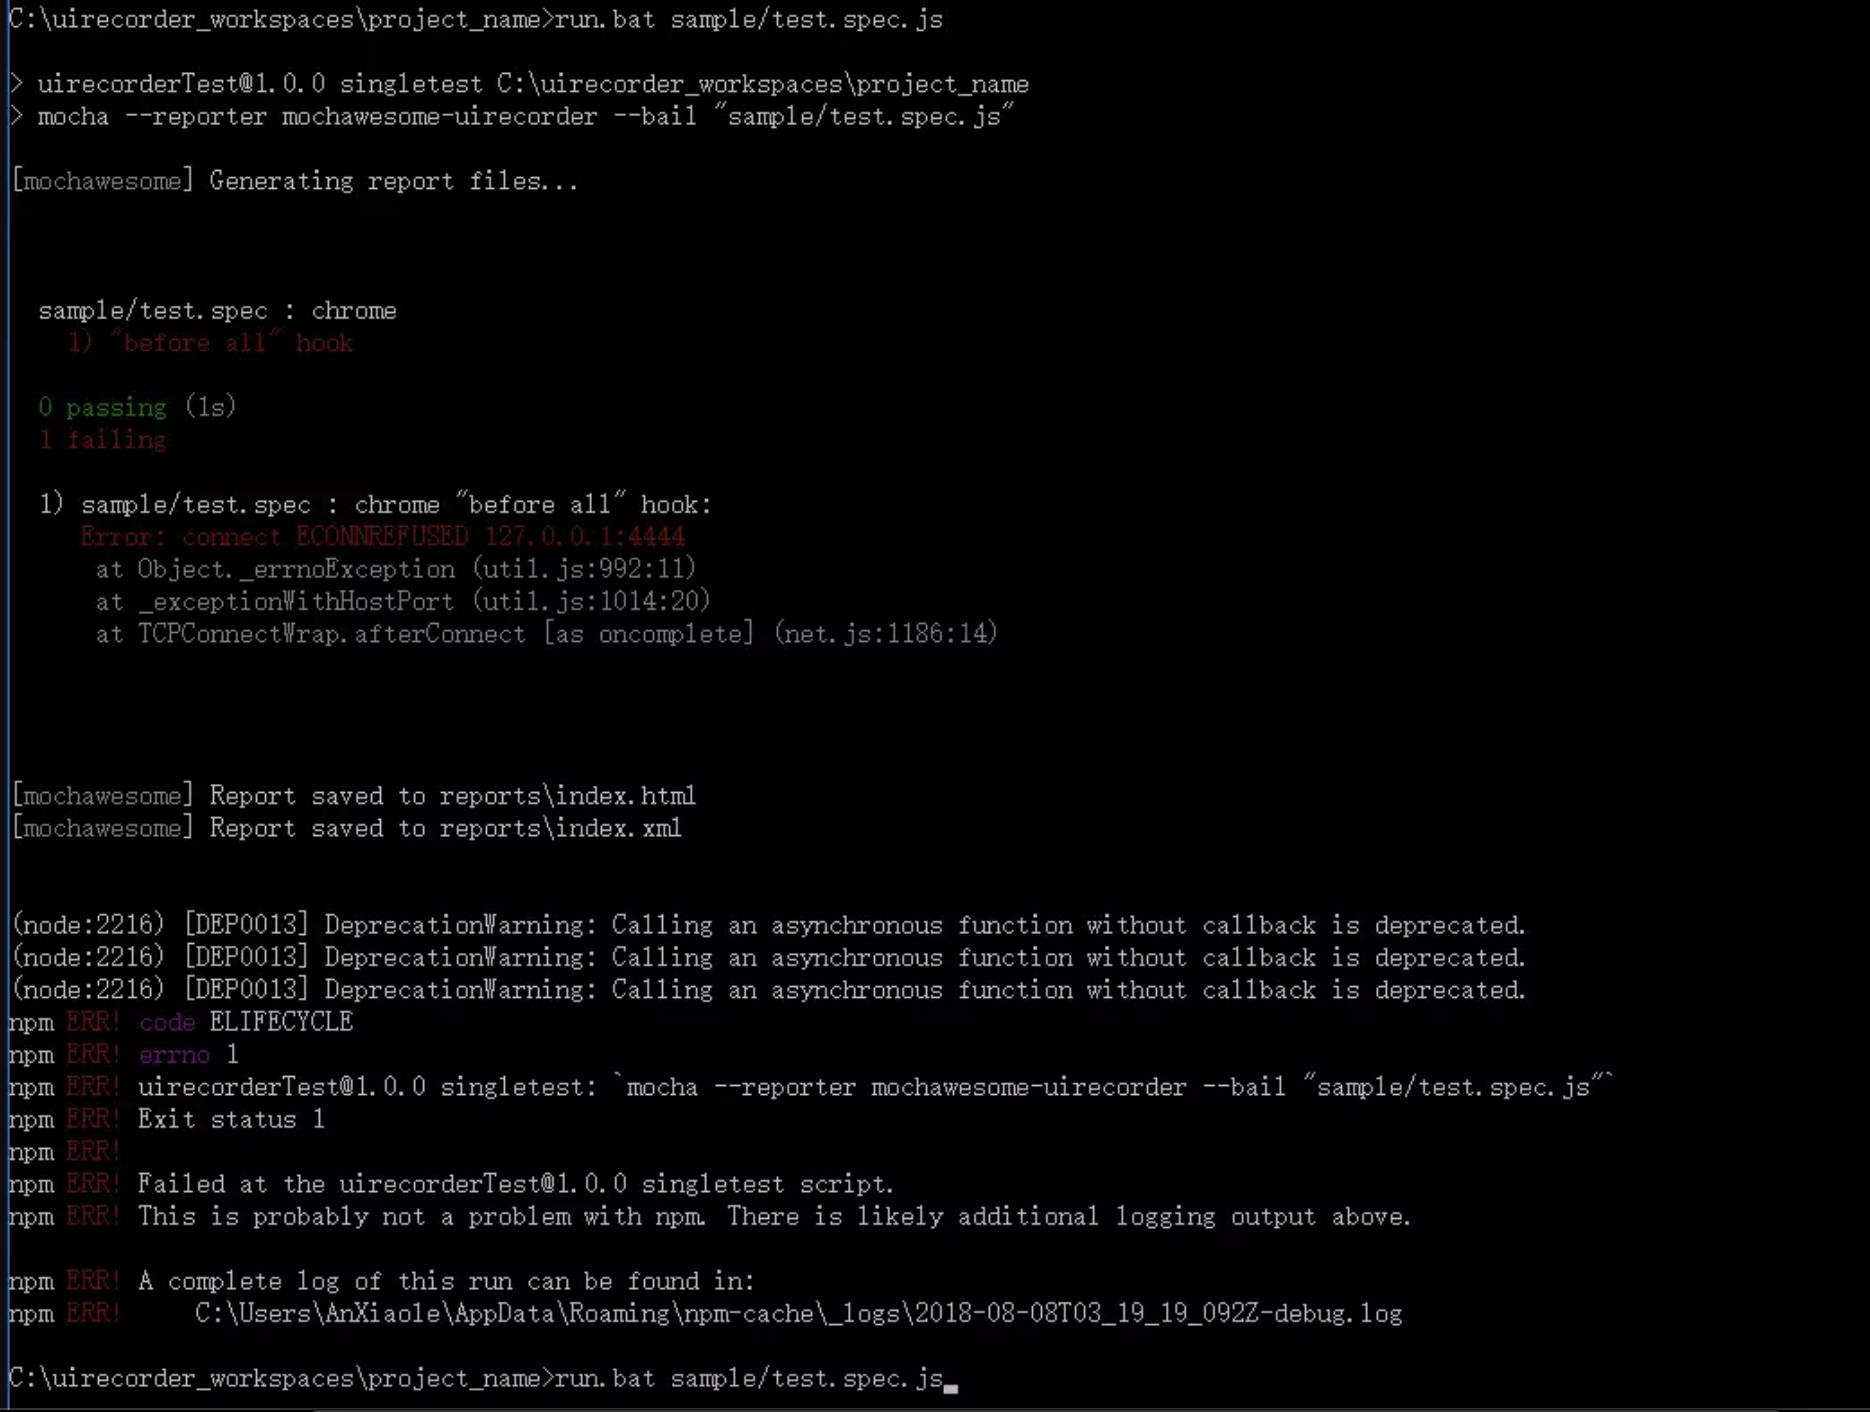 C:\uirecorder_workspaces\project_name>run.bat sample/test.spec.js
> uirecorderTest@1.0.0 singletest C:\uirecorder_workspaces\project_name
> mocha --reporter mochawesome-uirecorder --bail "sample/test.spec.js"
[mochawesome] Generating report files...
sample/test.spec : chrome
1) "before all" hook
0 passing (1s)
1 failing
1) sample/test.spec : chrome "before all" hook:
Error: connect ECONNREFUSED 127.0.0.1:4444
at Object._errnoException (util.js:992:11)
at _exceptionWithHostPort (util.js:1014:20)
at TCPConnectWrap.afterConnect [as oncomplete] (net.js:1186:14)
[mochawesome] Report saved to reports\index.html
[mochawesome] Report saved to reports\index.xml
(node:2216) [DEP0013] DeprecationWarning: Calling an asynchronous function without callback is deprecated.
(node:2216) [DEP0013] DeprecationWarning: Calling an asynchronous function without callback is deprecated.
(node:2216) [DEP0013] DeprecationWarning: Calling an asynchronous function without callback is deprecated.
npm ERR! code ELIFECYCLE
npm ERR! errno 1
npm ERR! uirecorderTest@1.0.0 singletest: `mocha --reporter mochawesome-uirecorder --bail "sample/test.spec.js"`
npm ERR! Exit status 1
npm ERR!
npm ERR! Failed at the uirecorderTest@1.0.0 singletest script.
npm ERR! This is probably not a problem with npm. There is likely additional logging output above.
npm ERR! A complete log of this run can be found in:
npm ERR!     C:\Users\AnXiaole\AppData\Roaming\npm-cache\_logs\2018-08-08T03_19_19_092Z-debug.log
C:\uirecorder_workspaces\project_name>run.bat sample/test.spec.js